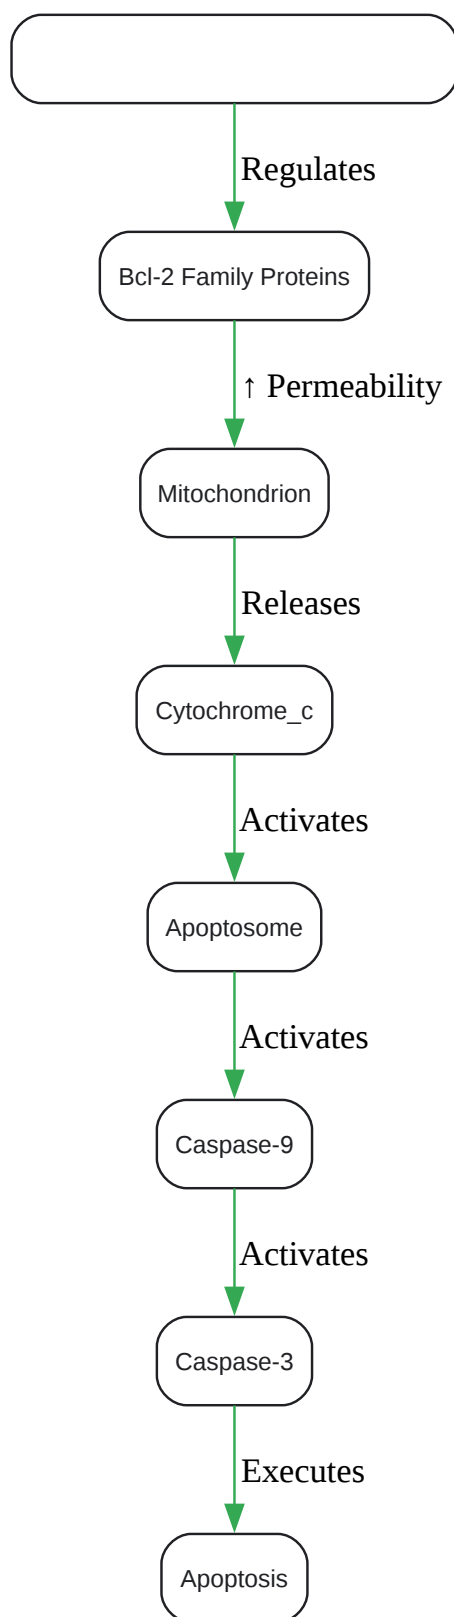 Regulates
Bcl-2 Family Proteins
↑ Permeability
Mitochondrion
Releases
Cytochrome_c
Activates
Apoptosome
Activates
Caspase-9
Activates
Caspase-3
Executes
Apoptosis